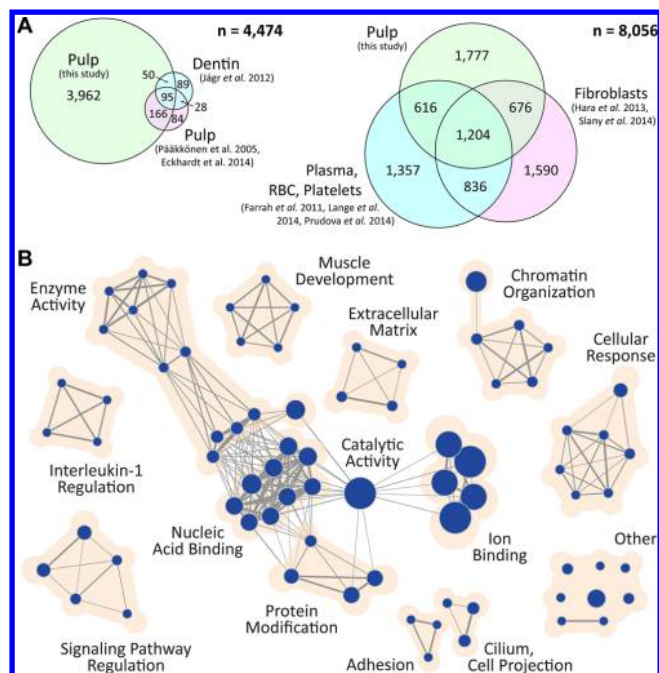 A
n = 4,474
Pulp
(this study)
3,962
50
89
95
28
166
84
Dentin
(Jágr et al. 2012)
Pulp
(Pääkkönen et al. 2005,
Eckhardt et al. 2014)
n = 8,056
Pulp
(this study)
1,777
616
676
1,204
Fibroblasts
(Hara et al. 2013,
Slany et al. 2014)
1,357
836
1,590
Plasma,
RBC, Platelets
(Farrah et al. 2011, Lange et al.
2014, Prudova et al. 2014)
B
Enzyme
Activity
Muscle
Development
Extracellular
Matrix
Chromatin
Organization
Cellular
Response
Interleukin-1
Regulation
Catalytic
Activity
Nucleic
Acid Binding
Ion
Binding
Other
Protein
Modification
Signaling Pathway
Regulation
Adhesion
Cilium,
Cell Projection